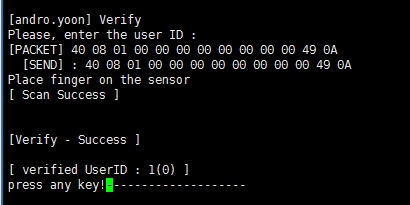 [andro.yoon] Verify
Please, enter the user ID :
[PACKET] 40 08 01 00 00 00 00 00 00 00 00 49 0A
[SEND] : 40 08 01 00 00 00 00 00 00 00 00 49 0A
Place finger on the sensor
[ Scan Success ]
[Verify - Success ]
[ verified UserID : 1(0) ]
press any key!--------------------